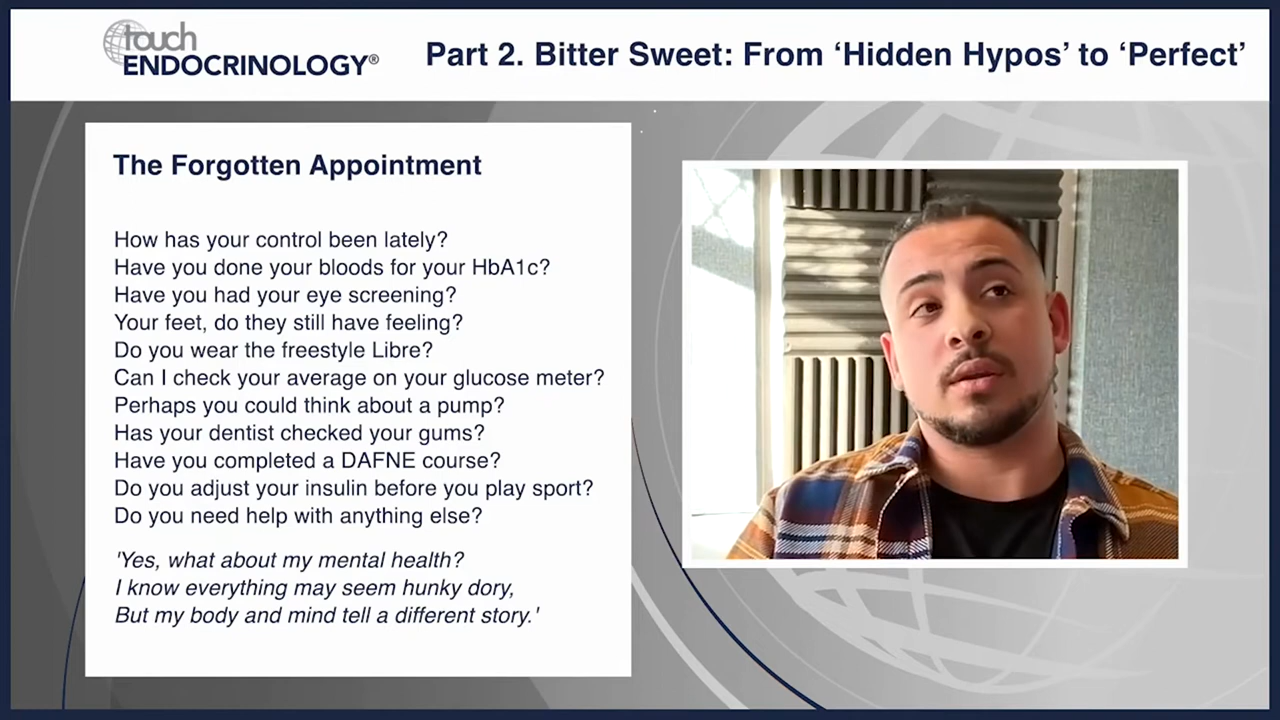 touch
ENDOCRINOLOGY®
Part 2. Bitter Sweet: From ‘Hidden Hypos’ to ‘Perfect’
The Forgotten Appointment
How has your control been lately?
Have you done your bloods for your HbA1c?
Have you had your eye screening?
Your feet, do they still have feeling?
Do you wear the freestyle Libre?
Can I check your average on your glucose meter?
Perhaps you could think about a pump?
Has your dentist checked your gums?
Have you completed a DAFNE course?
Do you adjust your insulin before you play sport?
Do you need help with anything else?
'Yes, what about my mental health?
I know everything may seem hunky dory,
But my body and mind tell a different story.'